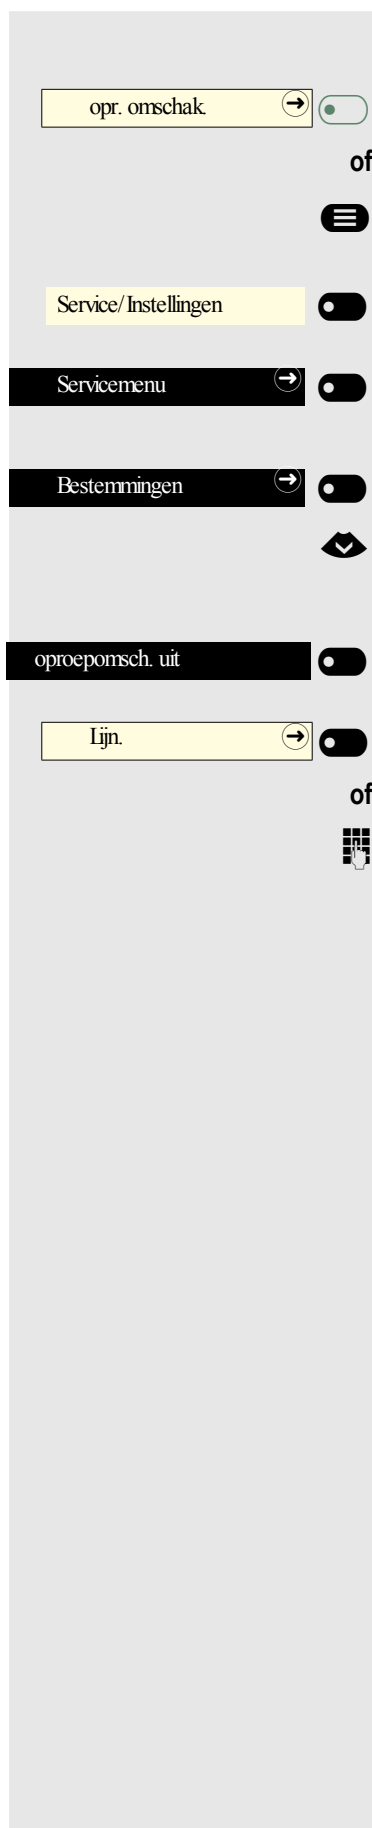 opr. omschak.
of
Service/Instellingen
Servicemenu
Bestemmingen
oproepomsch. uit
Lijn.
of